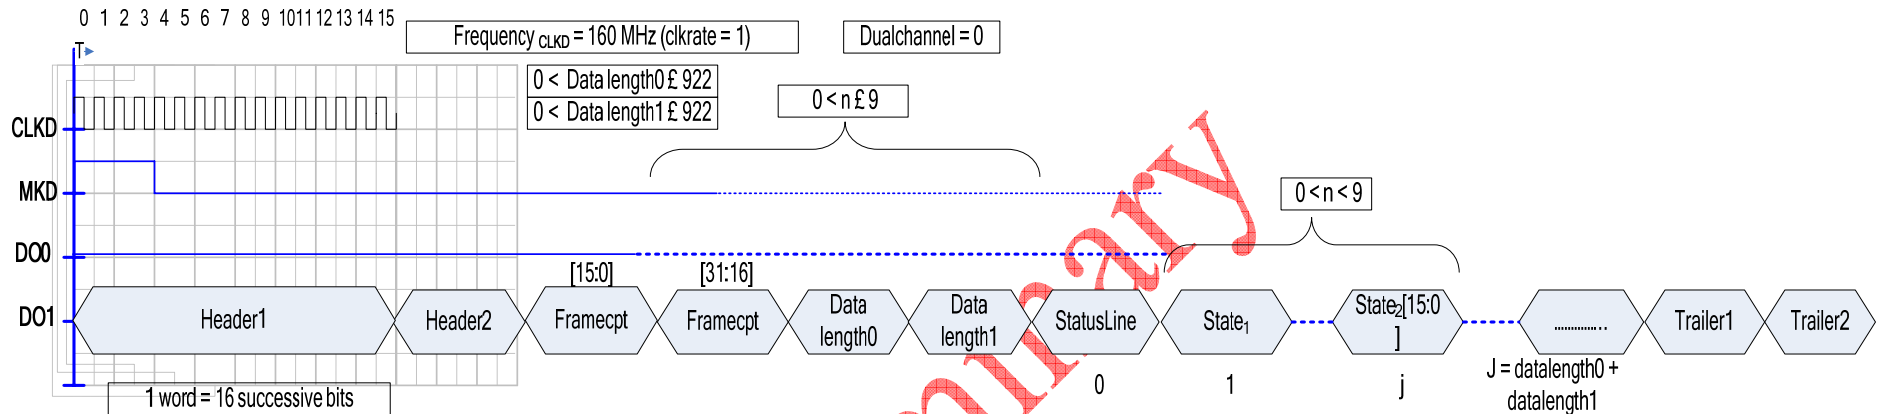 0 1 2 3 4 5 6 7 8 9 10 11 12 13 14 15
T
Frequency CLKD = 160 MHz (clkrate = 1)
Dualchannel = 0
0 < Data length0 £ 922
0 < Data length1 £ 922
0 < n £ 9
CLKD
MKD
0 < n < 9
DO0
[15:0]
[31:16]
DO1
Header1
Header2
Framecpt
Framecpt
Data
length0
Data
length1
StatusLine
State1
State2[15:0
]
..............
Trailer1
Trailer2
0
1
j
J = datalength0 +
datalength1
1 word = 16 successive bits